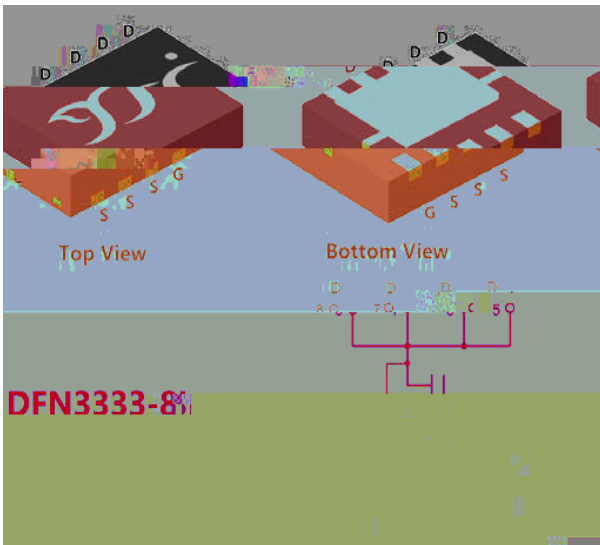 D D D D
D D D
S S S G
G S S S
Top View
Bottom View
D D D D
8 7 5
DFN3333-8